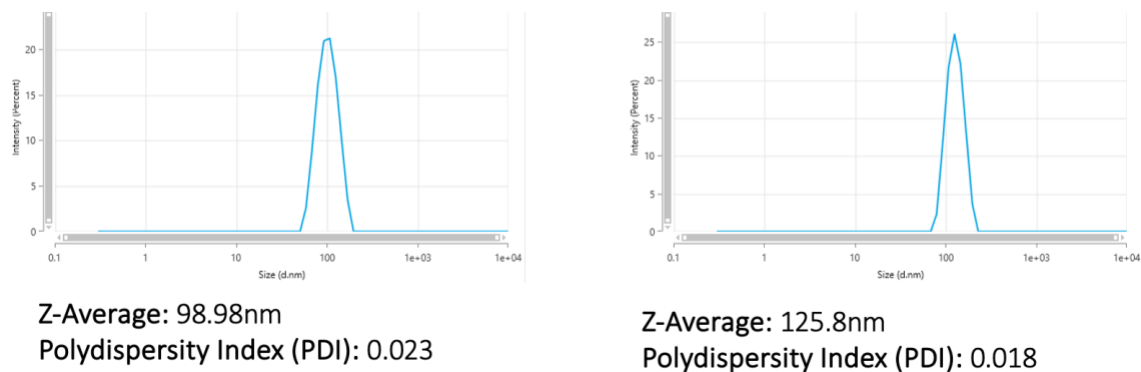 20
15
10
5
0
Intensity (Percent)
0.1 1 10 100 1e+03 1e+04
Size (d.nm)
Z-Average: 98.98nm
Polydispersity Index (PDI): 0.023
25
20
15
10
5
0
Intensity (Percent)
0.1 1 10 100 1e+03 1e+04
Size (d.nm)
Z-Average: 125.8nm
Polydispersity Index (PDI): 0.018